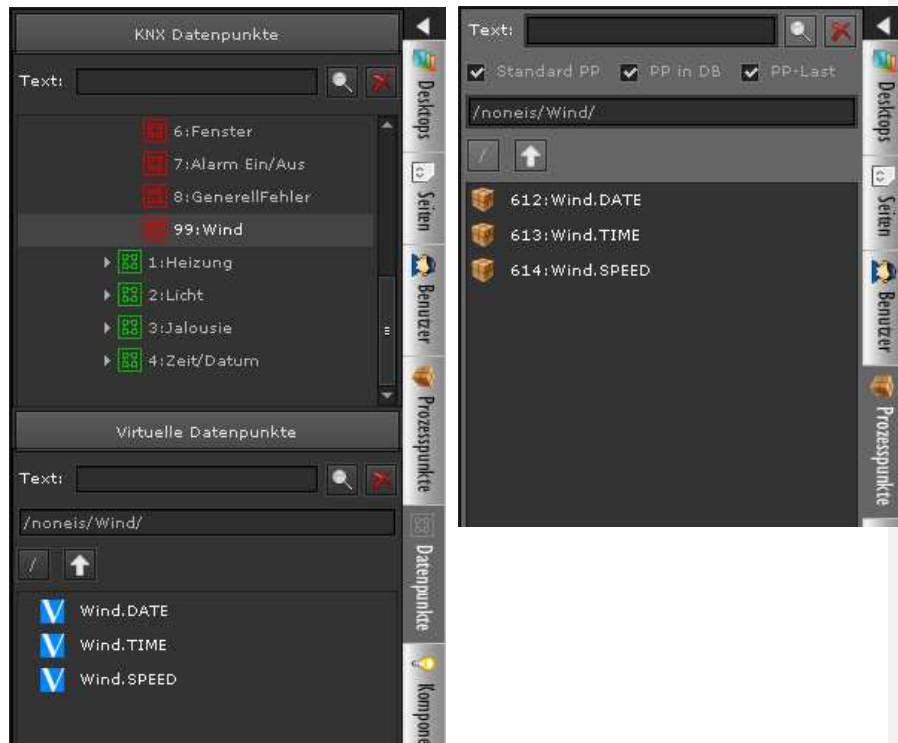 KNX Datenpunkte
Text:
6:Fenster
7:Alarm Ein/Aus
8:GenerellFehler
99:Wind
1:Heizung
2:Licht
3:Jalousie
4:Zeit/Datum
Virtuelle Datenpunkte
Text:
/noneis/Wind/
/
Wind.DATE
Wind.TIME
Wind.SPEED
Desktops
Seiten
Benutzer
Prozesspunkte
Datenpunkte
Kompone
Text:
Standard PP PP in DB PP-Last
/noneis/Wind/
/
612:Wind.DATE
613:Wind.TIME
614:Wind.SPEED
Desktops
Seiten
Benutzer
Prozesspunkte